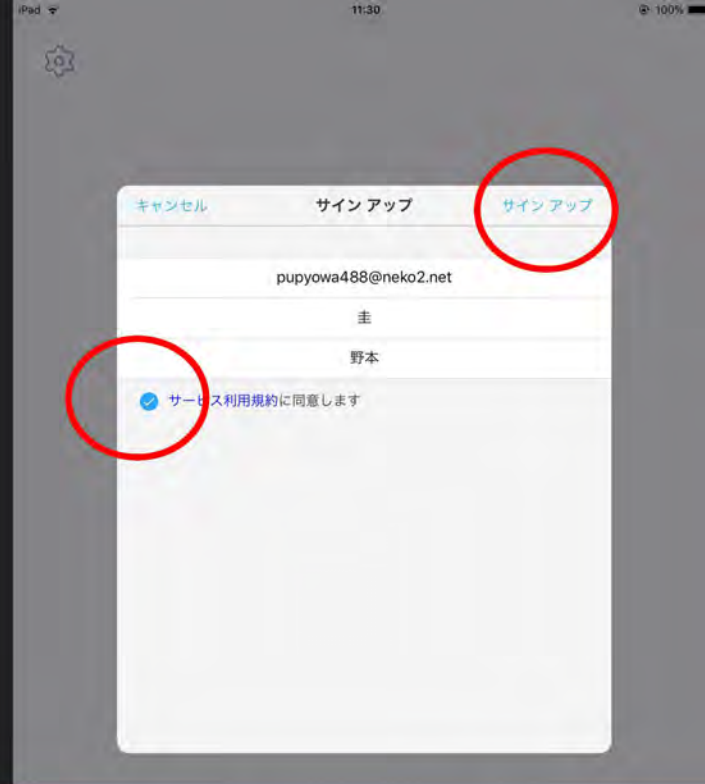 iPad 11:30 100%
キャンセル サイン アップ サイン アップ
pupyowa488@neko2.net
圭
野本
サービス利用規約に同意します